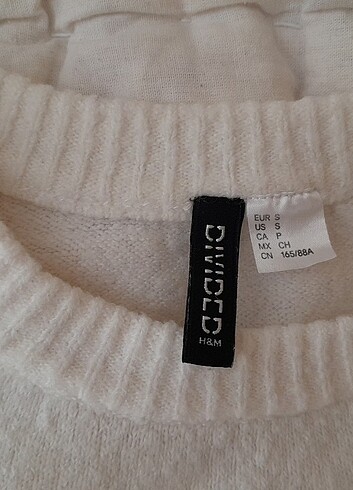 DIVIDED
H&M
EUR S
US S
CA P
MX CH
CN 165/88A